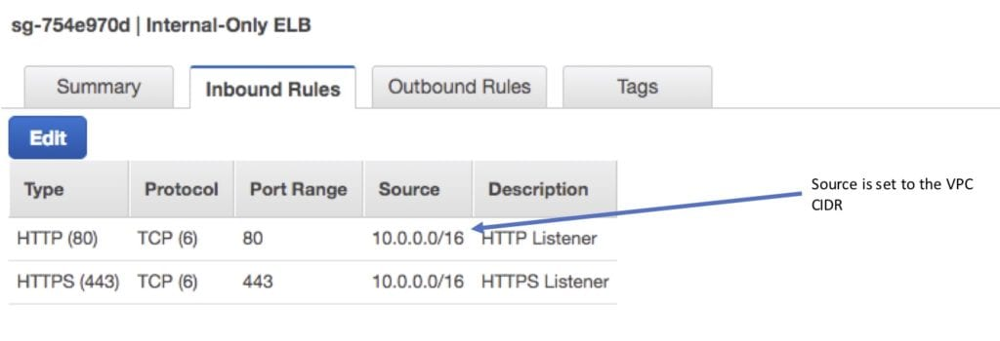 sg-754e970d | Internal-Only ELB
Summary Inbound Rules Outbound Rules Tags
Edit
Type Protocol Port Range Source Description
HTTP (80) TCP (6) 80 10.0.0.0/16 HTTP Listener
HTTPS (443) TCP (6) 443 10.0.0.0/16 HTTPS Listener
Source is set to the VPC
CIDR